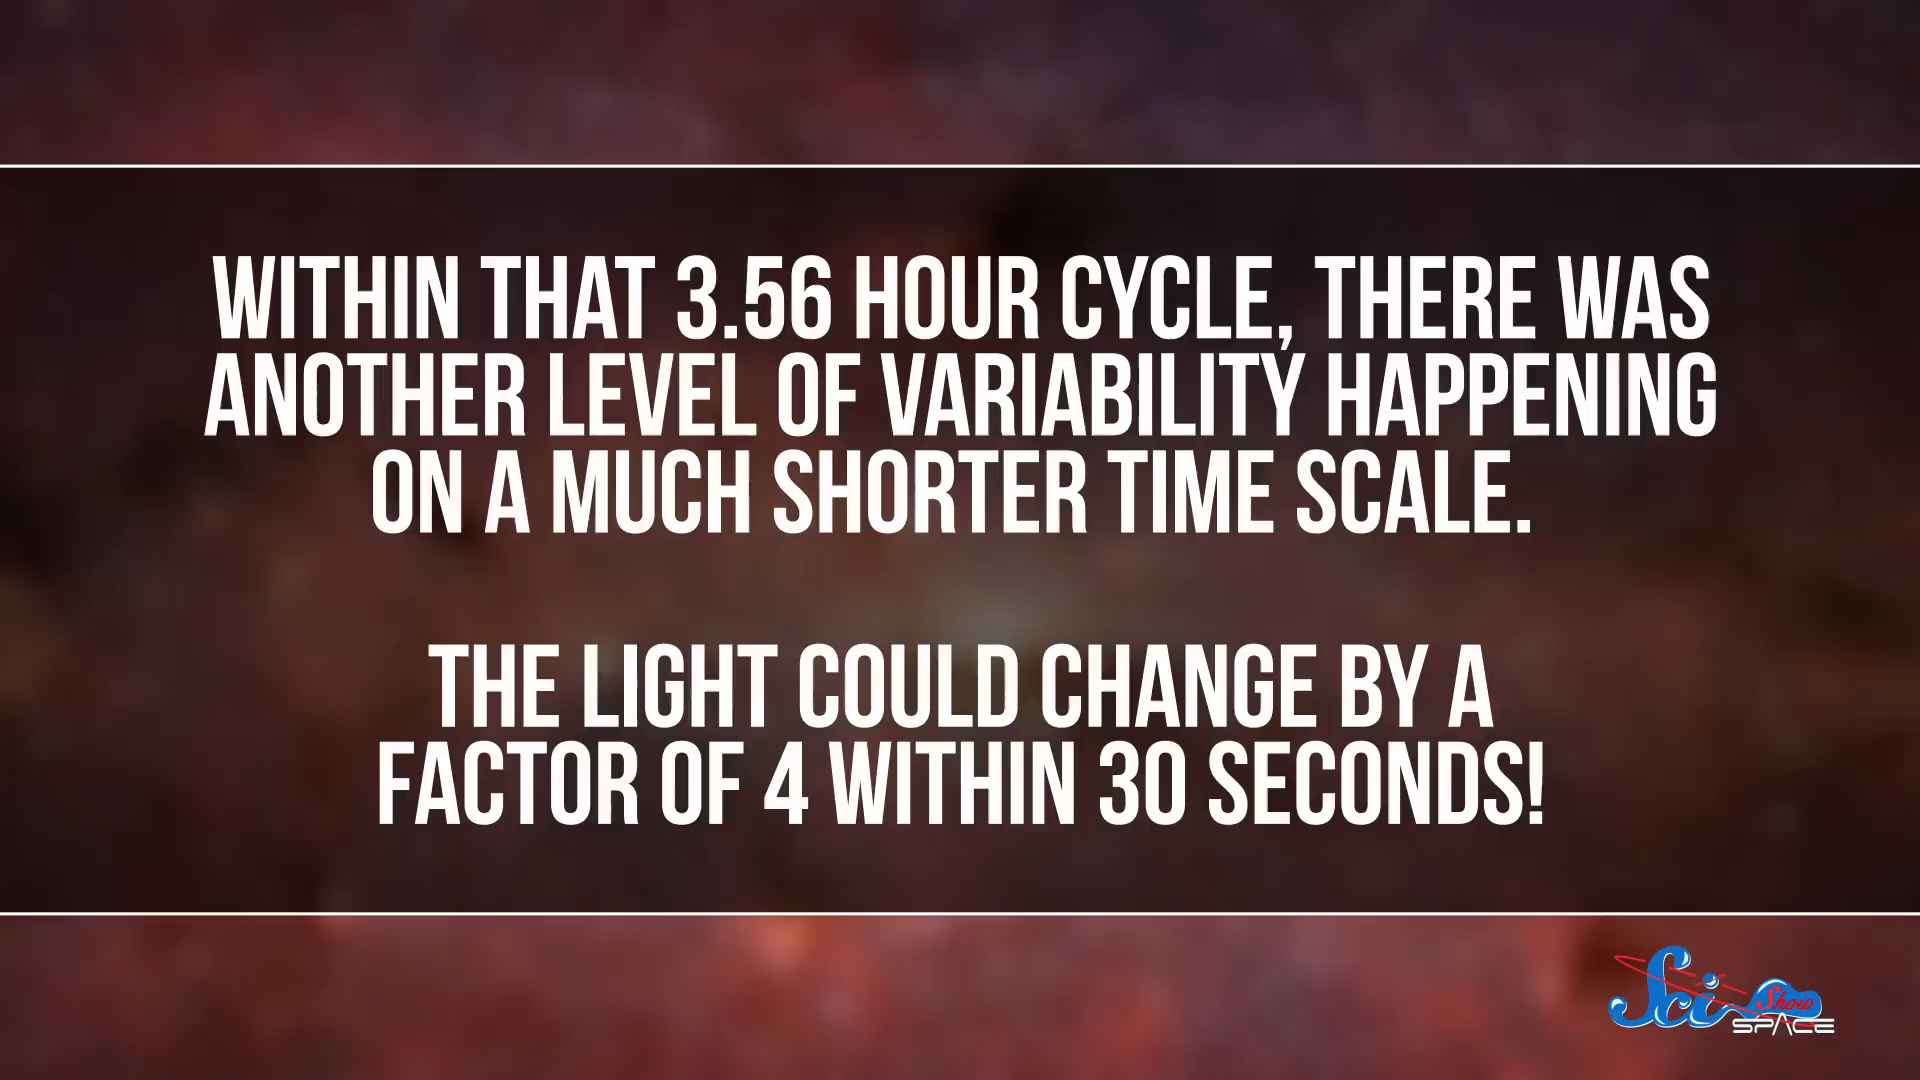 WITHIN THAT 3.56 HOUR CYCLE, THERE WAS
ANOTHER LEVEL OF VARIABILITY HAPPENING
ON A MUCH SHORTER TIME SCALE.
THE LIGHT COULD CHANGE BY A
FACTOR OF 4 WITHIN 30 SECONDS!
Sci Show
SPACE